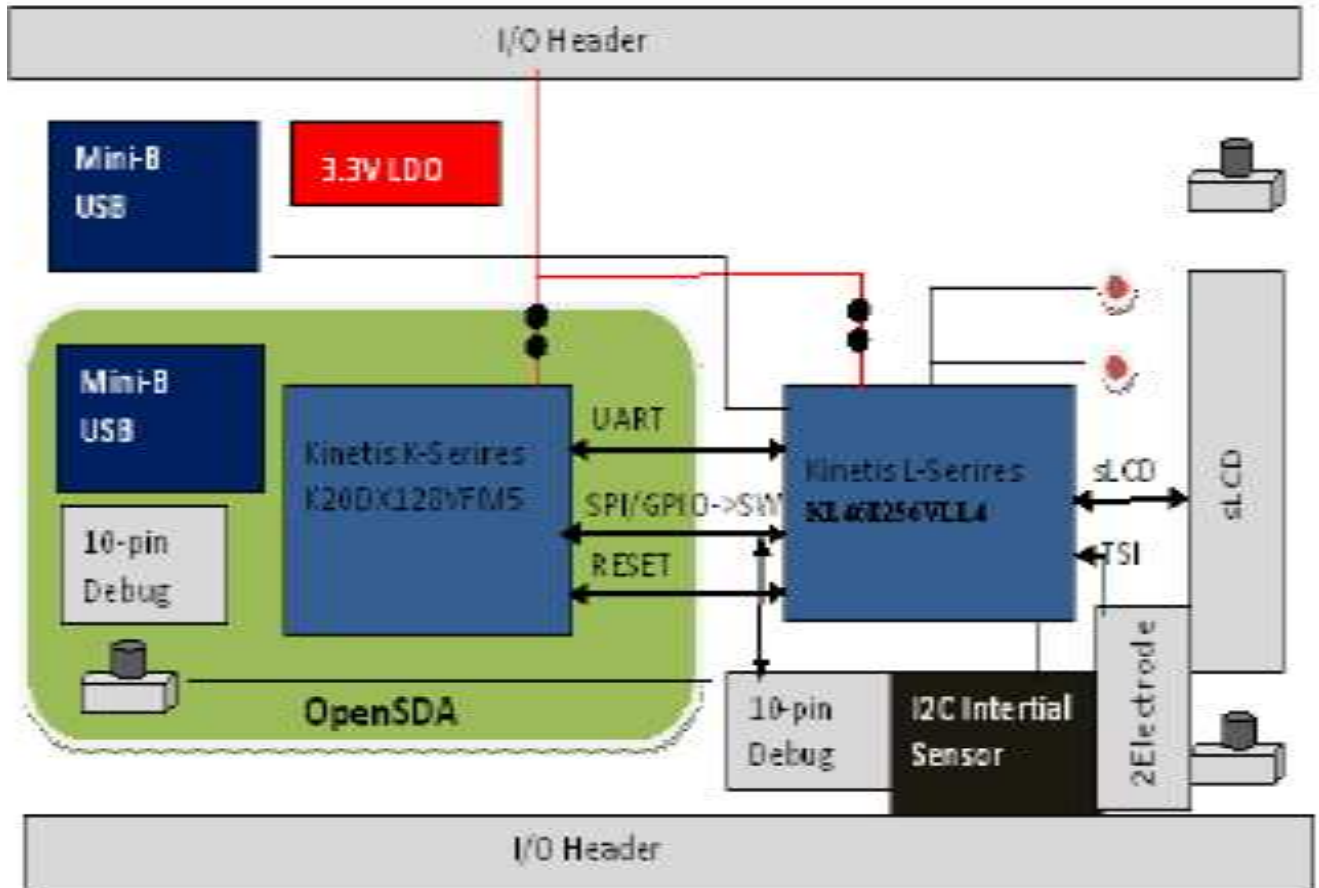 I/O Header
Mini-B
USB
3.3V LDO
Mini-B
USB
Kinetis K-Serires
K20DX128VFM5
10-pin
Debug
OpenSDA
UART
SPI/GPIO->SW
RESET
Kinetis L-Serires
KL46Z256VLL4
sLCD
TSI
sLCD
10-pin
Debug
I2C Intertial
Sensor
2Electrode
I/O Header